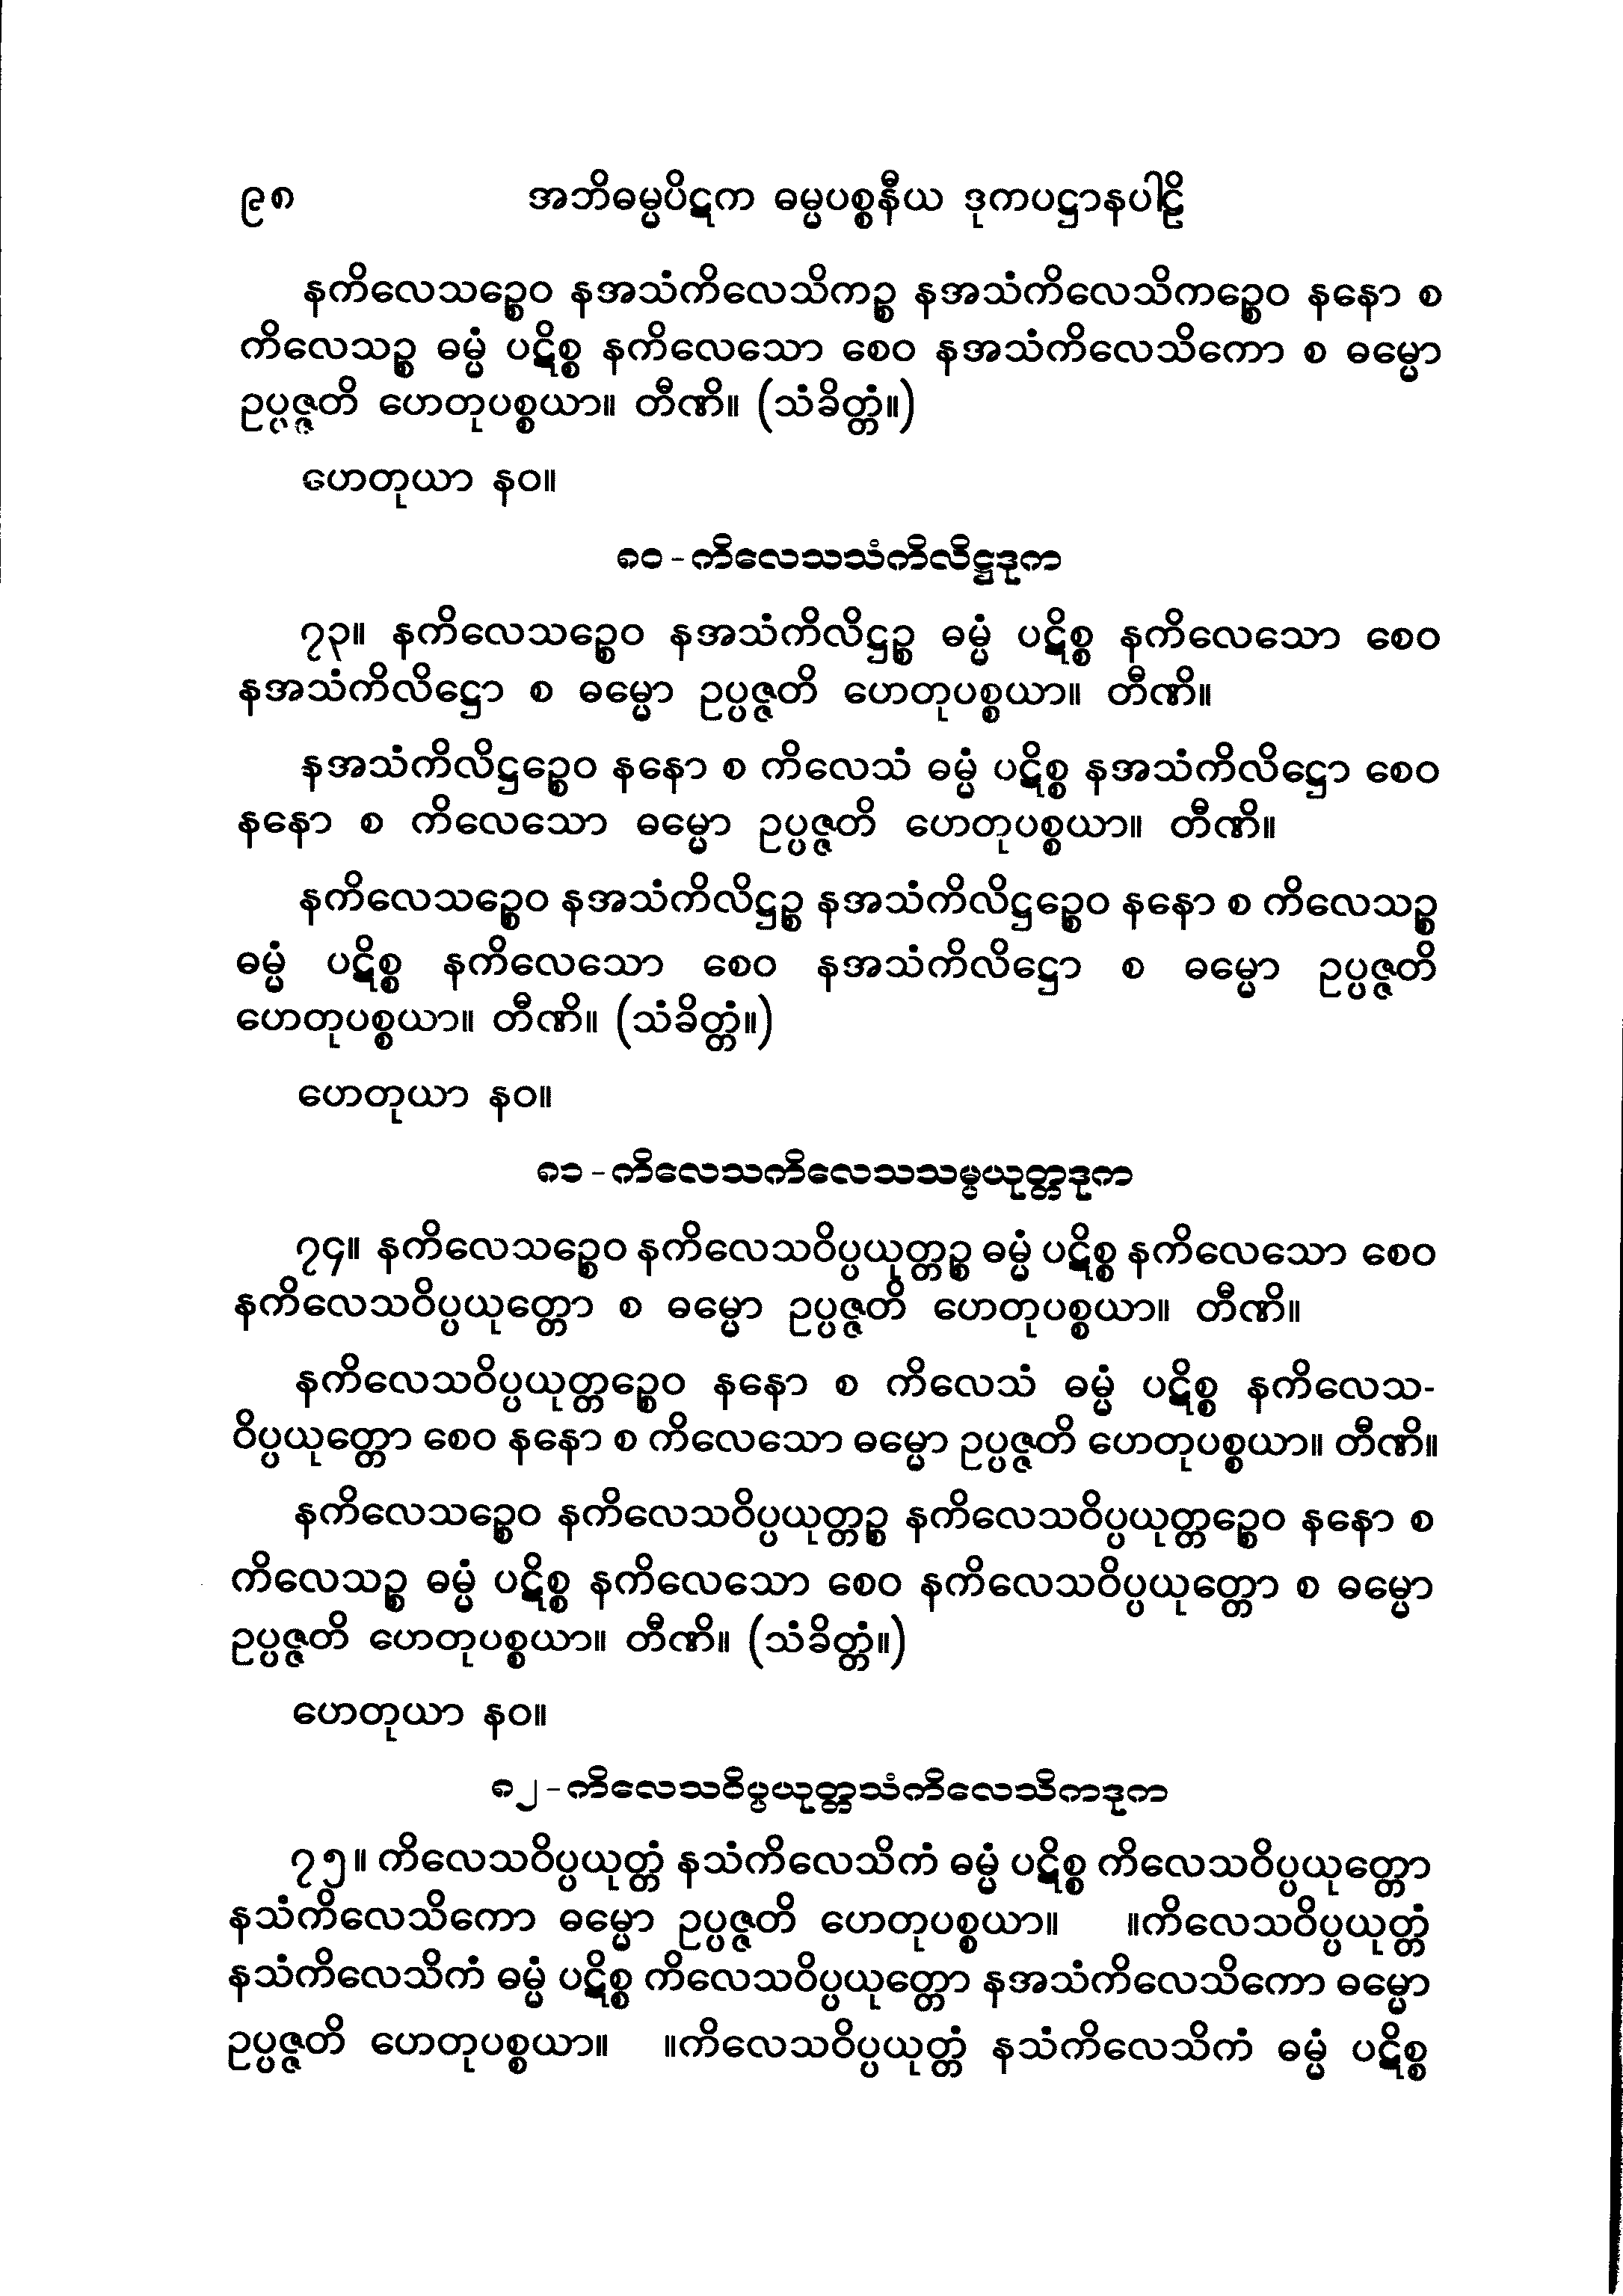 ၉၈ အဘိဓမ္မပိဋက ဓမ္မပစ္စနီယ ဒုကပဋ္ဌာနပါဠိ
နကိလေသဉ္စေဝ နအသံကိလေသိကဉ္စ နအသံကိလေသိကဉ္စေဝ နနော စ
ကိလေသဉ္စ ဓမ္မံ ပဋိစ္စ နကိလေသော စေဝ နအသံကိလေသိကော စ ဓမ္မော
ဥပ္ပဇ္ဇတိ ဟေတုပစ္စယာ။ တီဏိ။ (သံခိတ္တံ။)
ဟေတုယာ နဝ။
၈၀ - ကိလေသသံကိလိဋ္ဌဒုက
၇၃။ နကိလေသဉ္စေဝ နအသံကိလိဋ္ဌဉ္စ ဓမ္မံ ပဋိစ္စ နကိလေသော စေဝ
နအသံကိလိဋ္ဌော စ ဓမ္မော ဥပ္ပဇ္ဇတိ ဟေတုပစ္စယာ။ တီဏိ။
နအသံကိလိဋ္ဌဉ္စေဝ နနော စ ကိလေသံ ဓမ္မံ ပဋိစ္စ နအသံကိလိဋ္ဌော စေဝ
နနော စ ကိလေသော ဓမ္မော ဥပ္ပဇ္ဇတိ ဟေတုပစ္စယာ။ တီဏိ။
နကိလေသဉ္စေဝ နအသံကိလိဋ္ဌဉ္စ နအသံကိလိဋ္ဌဉ္စေဝ နနော စ ကိလေသဉ္စ
ဓမ္မံ ပဋိစ္စ နကိလေသော စေဝ နအသံကိလိဋ္ဌော စ ဓမ္မော ဥပ္ပဇ္ဇတိ
ဟေတုပစ္စယာ။ တီဏိ။ (သံခိတ္တံ။)
ဟေတုယာ နဝ။
၈၁ - ကိလေသကိလေသသမ္ပယုတ္တဒုက
၇၄။ နကိလေသဉ္စေဝ နကိလေသဝိပ္ပယုတ္တဉ္စ ဓမ္မံ ပဋိစ္စ နကိလေသော စေဝ
နကိလေသဝိပ္ပယုတ္တော စ ဓမ္မော ဥပ္ပဇ္ဇတိ ဟေတုပစ္စယာ။ တီဏိ။
နကိလေသဝိပ္ပယုတ္တဉ္စေဝ နနော စ ကိလေသံ ဓမ္မံ ပဋိစ္စ နကိလေသ-
ဝိပ္ပယုတ္တော စေဝ နနော စ ကိလေသော ဓမ္မော ဥပ္ပဇ္ဇတိ ဟေတုပစ္စယာ။ တီဏိ။
နကိလေသဉ္စေဝ နကိလေသဝိပ္ပယုတ္တဉ္စ နကိလေသဝိပ္ပယုတ္တဉ္စေဝ နနော စ
ကိလေသဉ္စ ဓမ္မံ ပဋိစ္စ နကိလေသော စေဝ နကိလေသဝိပ္ပယုတ္တော စ ဓမ္မော
ဥပ္ပဇ္ဇတိ ဟေတုပစ္စယာ။ တီဏိ။ (သံခိတ္တံ။)
ဟေတုယာ နဝ။
၈၂ - ကိလေသဝိပ္ပယုတ္တသံကိလေသိကဒုက
၇၅။ ကိလေသဝိပ္ပယုတ္တံ နသံကိလေသိကံ ဓမ္မံ ပဋိစ္စ ကိလေသဝိပ္ပယုတ္တော
နသံကိလေသိကော ဓမ္မော ဥပ္ပဇ္ဇတိ ဟေတုပစ္စယာ။ ။ကိလေသဝိပ္ပယုတ္တံ
နသံကိလေသိကံ ဓမ္မံ ပဋိစ္စ ကိလေသဝိပ္ပယုတ္တော နအသံကိလေသိကော ဓမ္မော
ဥပ္ပဇ္ဇတိ ဟေတုပစ္စယာ။ ။ကိလေသဝိပ္ပယုတ္တံ နသံကိလေသိကံ ဓမ္မံ ပဋိစ္စ